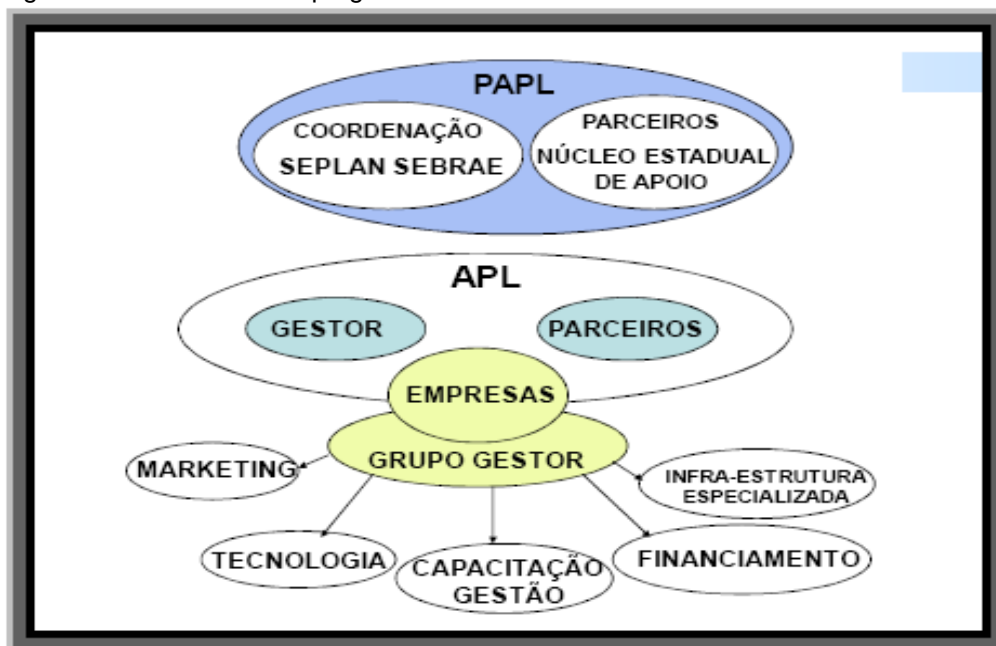 PAPL
COORDENAÇÃO
SEPLAN SEBRAE
PARCEIROS
NÚCLEO ESTADUAL
DE APOIO
APL
GESTOR
PARCEIROS
EMPRESAS
GRUPO GESTOR
MARKETING
INFRA-ESTRUTURA
ESPECIALIZADA
TECNOLOGIA
CAPACITAÇÃO
GESTÃO
FINANCIAMENTO